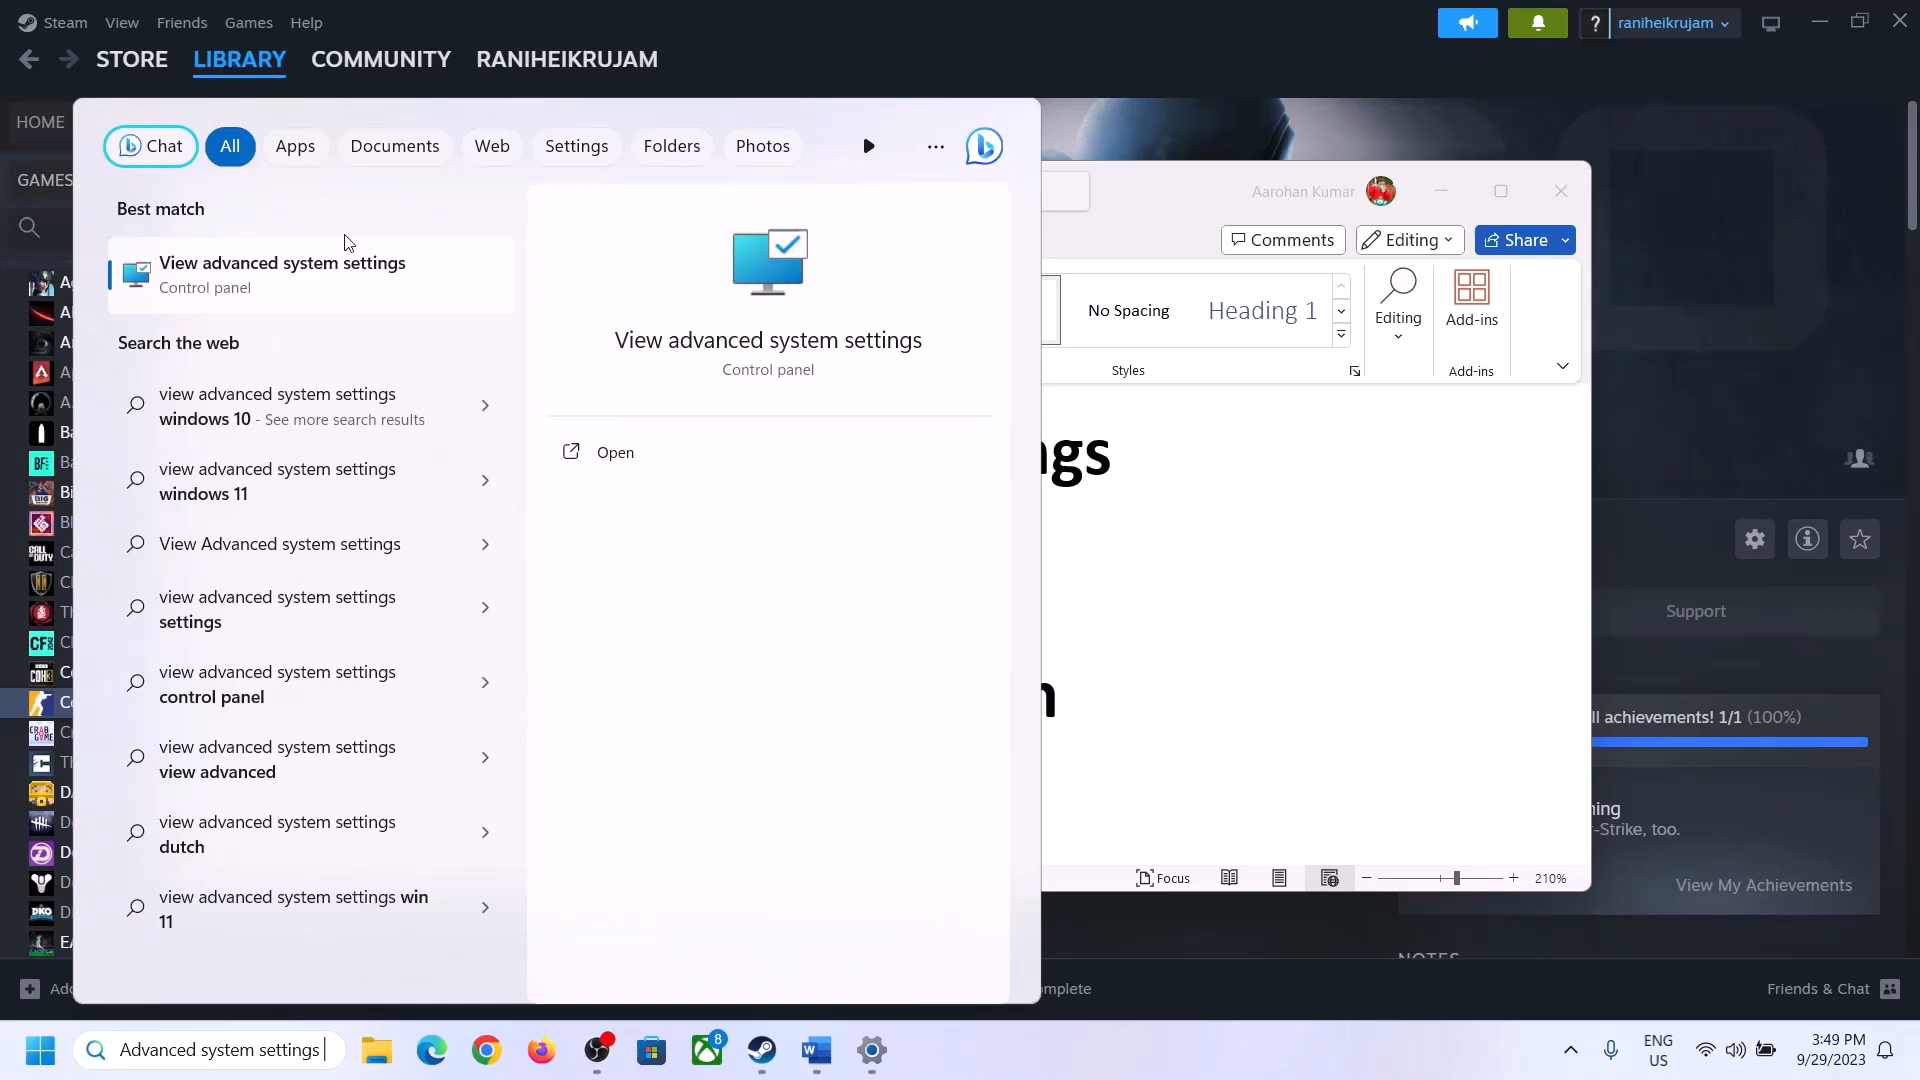 Steam View Friends Games Help
raniheikrujam
STORE LIBRARY COMMUNITY RANIHEIKRUJAM
HOME
GAMES
Chat All Apps Documents Web Settings Folders Photos
Best match
View advanced system settings
Control panel
Search the web
view advanced system settings
windows 10 - See more search results
view advanced system settings
windows 11
View Advanced system settings
view advanced system settings
settings
view advanced system settings
control panel
view advanced system settings
view advanced
view advanced system settings
dutch
view advanced system settings win
11
View advanced system settings
Control panel
Open
Aarohan Kumar
Comments Editing Share
No Spacing Heading 1
Editing
Add-ins
Styles
Add-ins
ngs
n
Focus
210%
Support
ll achievements! 1/1 (100%)
ning
-Strike, too.
View My Achievements
NOTES
Add
mplete
Friends & Chat
Advanced system settings
8
ENG
US
3:49 PM
9/29/2023